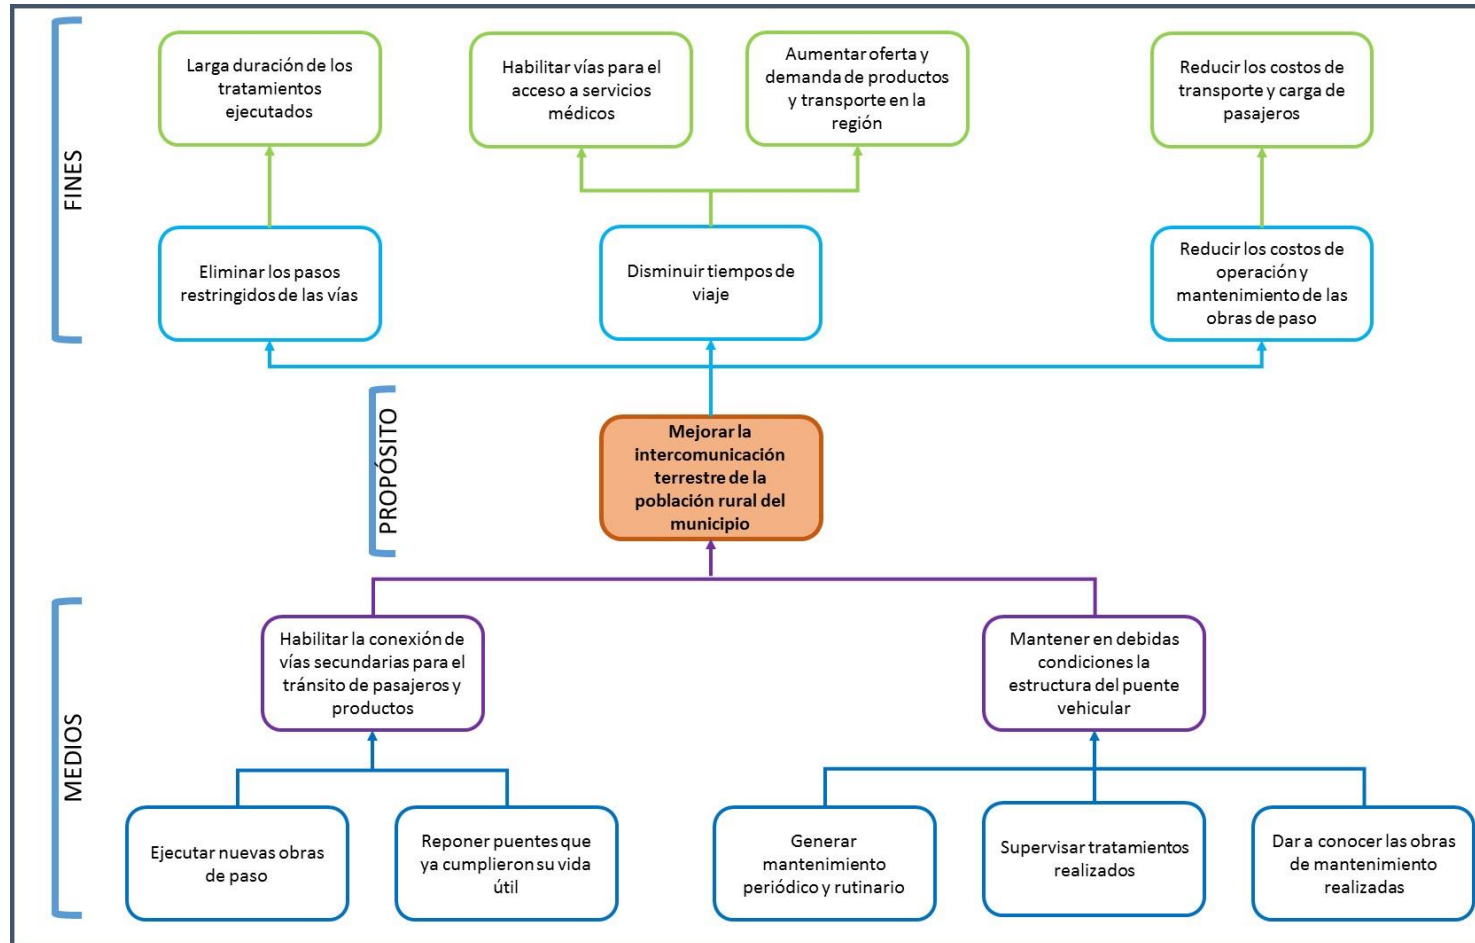 FINES
Larga duración de los
tratamientos
ejecutados
Habilitar vías para el
acceso a servicios
médicos
Aumentar oferta y
demanda de productos
y transporte en la
región
Reducir los costos de
transporte y carga de
pasajeros
Eliminar los pasos
restringidos de las vías
Disminuir tiempos de
viaje
Reducir los costos de
operación y
mantenimiento de las
obras de paso
PROPÓSITO
Mejorar la
intercomunicación
terrestre de la
población rural del
municipio
MEDIOS
Habilitar la conexión de
vías secundarias para el
tránsito de pasajeros y
productos
Mantener en debidas
condiciones la
estructura del puente
vehicular
Ejecutar nuevas obras
de paso
Reponer puentes que
ya cumplieron su vida
útil
Generar
mantenimiento
periódico y rutinario
Supervisar tratamientos
realizados
Dar a conocer las obras
de mantenimiento
realizadas